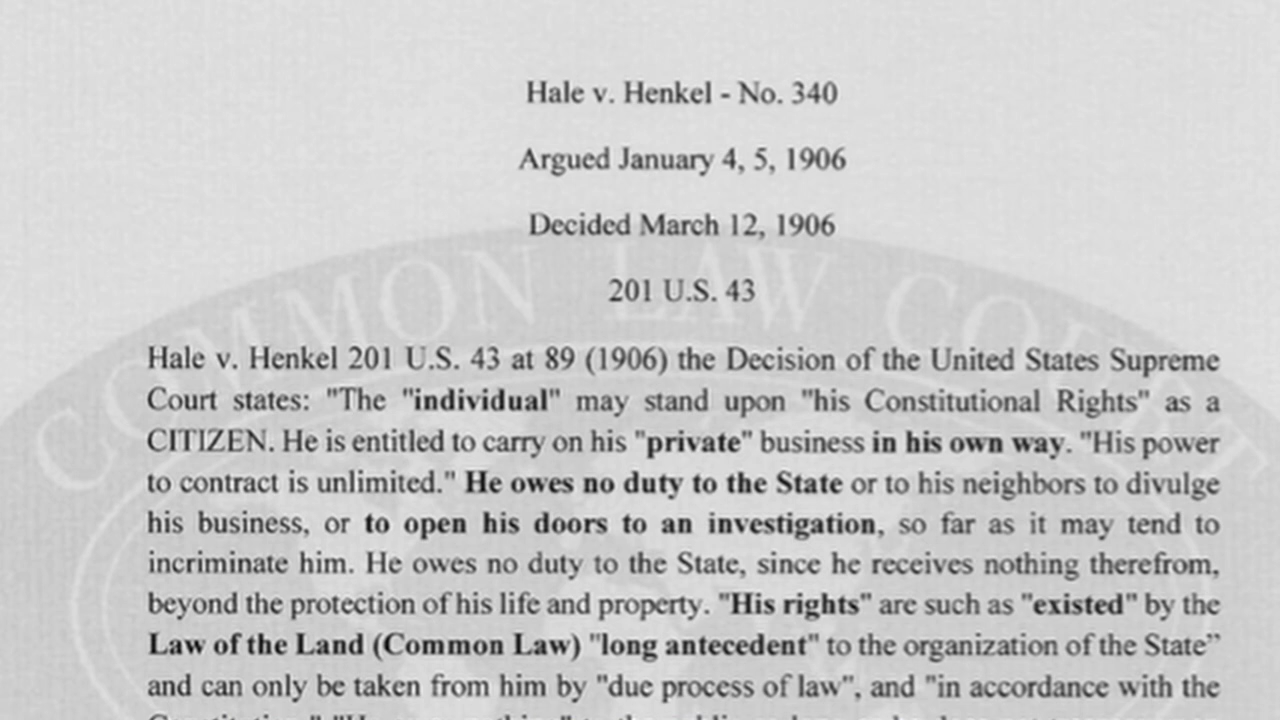 Hale v. Henkel - No. 340
Argued January 4, 5, 1906
Decided March 12, 1906
201 U.S. 43
COMMON LAW COURT
Hale v. Henkel 201 U.S. 43 at 89 (1906) the Decision of the United States Supreme
Court states: "The "individual" may stand upon "his Constitutional Rights" as a
CITIZEN. He is entitled to carry on his "private" business in his own way. "His power
to contract is unlimited." He owes no duty to the State or to his neighbors to divulge
his business, or to open his doors to an investigation, so far as it may tend to
incriminate him. He owes no duty to the State, since he receives nothing therefrom,
beyond the protection of his life and property. "His rights" are such as "existed" by the
Law of the Land (Common Law) "long antecedent" to the organization of the State”
and can only be taken from him by "due process of law", and "in accordance with the